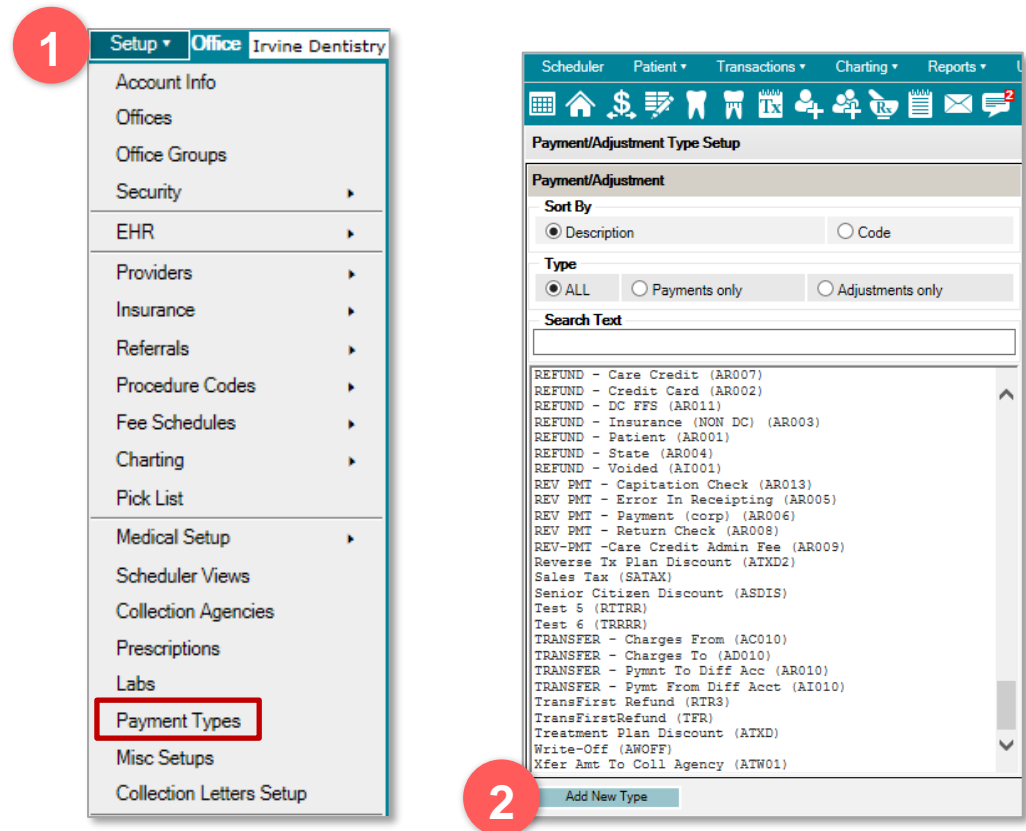 1
Setup ▾ Office Irvine Dentistry
Account Info
Offices
Office Groups
Security
EHR
Providers
Insurance
Referrals
Procedure Codes
Fee Schedules
Charting
Pick List
Medical Setup
Scheduler Views
Collection Agencies
Prescriptions
Labs
Payment Types
Misc Setups
Collection Letters Setup
Scheduler Patient ▾ Transactions ▾ Charting ▾ Reports ▾
Tx Rx 2
Payment/Adjustment Type Setup
Payment/Adjustment
Sort By
Description Code
Type
ALL Payments only Adjustments only
Search Text
REFUND - Care Credit (AR007)
REFUND - Credit Card (AR002)
REFUND - DC FFS (AR011)
REFUND - Insurance (NON DC) (AR003)
REFUND - Patient (AR001)
REFUND - State (AR004)
REFUND - Voided (AI001)
REV PMT - Capitation Check (AR013)
REV PMT - Error In Receipting (AR005)
REV PMT - Payment (corp) (AR006)
REV PMT - Return Check (AR008)
REV-PMT -Care Credit Admin Fee (AR009)
Reverse Tx Plan Discount (ATXD2)
Sales Tax (SATAX)
Senior Citizen Discount (ASDIS)
Test 5 (RTTRR)
Test 6 (TRRRR)
TRANSFER - Charges From (AC010)
TRANSFER - Charges To (AD010)
TRANSFER - Pymnt To Diff Acc (AR010)
TRANSFER - Pymt From Diff Acct (AI010)
TransFirst Refund (RTR3)
TransFirstRefund (TFR)
Treatment Plan Discount (ATXD)
Write-Off (AWOFF)
Xfer Amt To Coll Agency (ATW01)
2
Add New Type